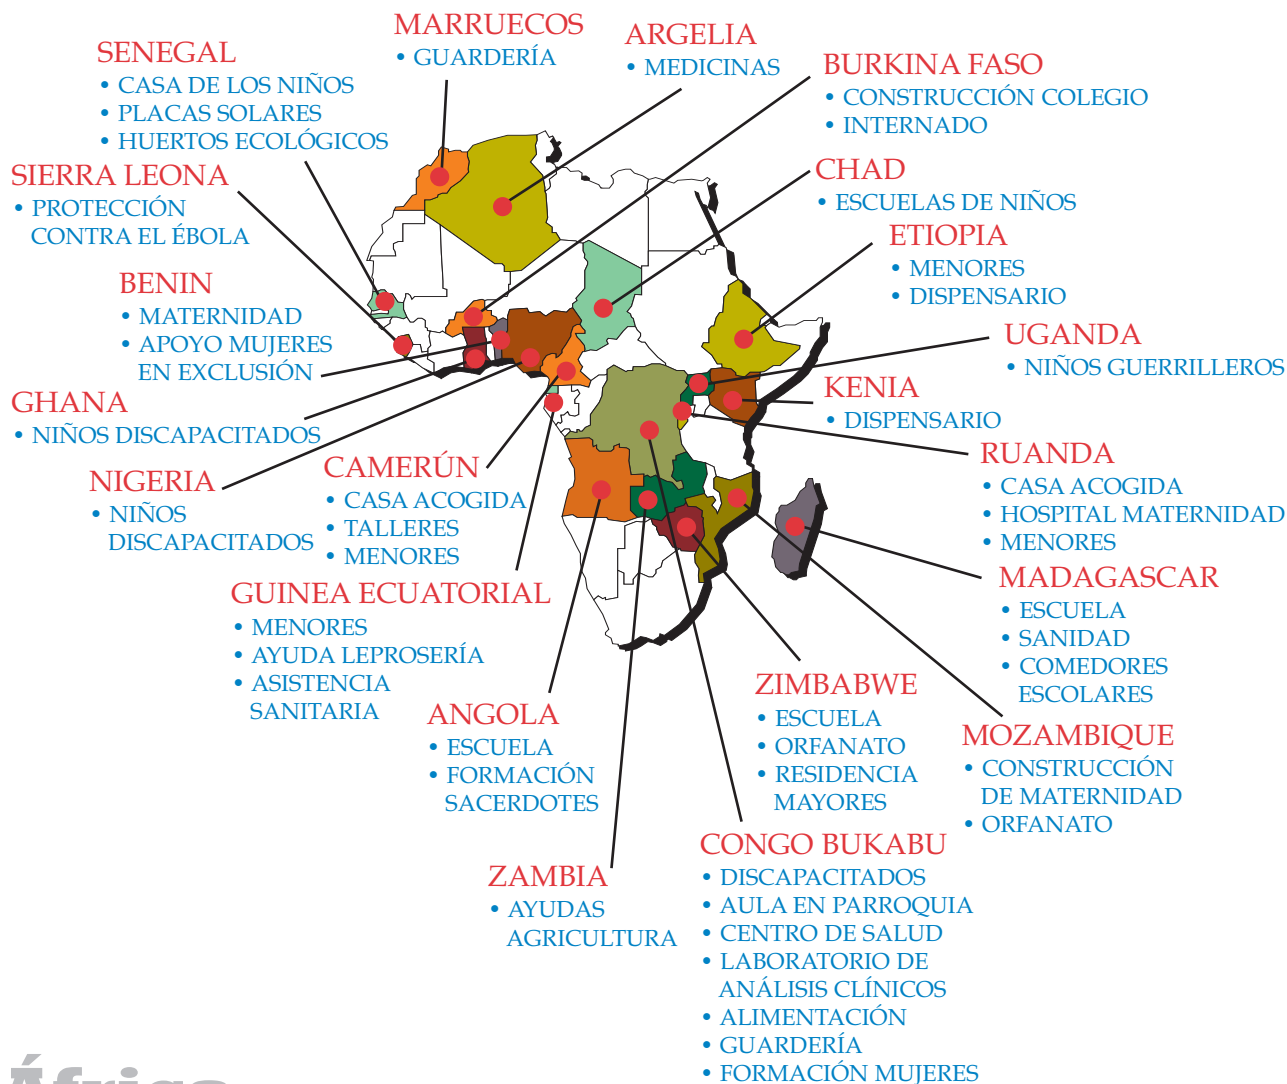 MARRUECOS
• GUARDERÍA
ARGELIA
• MEDICINAS
SENEGAL
• CASA DE LOS NIÑOS
• PLACAS SOLARES
• HUERTOS ECOLÓGICOS
BURKINA FASO
• CONSTRUCCIÓN COLEGIO
• INTERNADO
SIERRA LEONA
• PROTECCIÓN
CONTRA EL ÉBOLA
CHAD
• ESCUELAS DE NIÑOS
ETIOPIA
• MENORES
• DISPENSARIO
BENIN
• MATERNIDAD
• APOYO MUJERES
EN EXCLUSIÓN
UGANDA
• NIÑOS GUERRILLEROS
GHANA
• NIÑOS DISCAPACITADOS
KENIA
• DISPENSARIO
NIGERIA
• NIÑOS
DISCAPACITADOS
CAMERÚN
• CASA ACOGIDA
• TALLERES
• MENORES
RUANDA
• CASA ACOGIDA
• HOSPITAL MATERNIDAD
• MENORES
GUINEA ECUATORIAL
• MENORES
• AYUDA LEPROSERÍA
• ASISTENCIA
SANITARIA
MADAGASCAR
• ESCUELA
• SANIDAD
• COMEDORES
ESCOLARES
ANGOLA
• ESCUELA
• FORMACIÓN
SACERDOTES
ZIMBABWE
• ESCUELA
• ORFANATO
• RESIDENCIA
MAYORES
MOZAMBIQUE
• CONSTRUCCIÓN
DE MATERNIDAD
• ORFANATO
ZAMBIA
• AYUDAS
AGRICULTURA
CONGO BUKABU
• DISCAPACITADOS
• AULA EN PARROQUIA
• CENTRO DE SALUD
• LABORATORIO DE
ANÁLISIS CLÍNICOS
• ALIMENTACIÓN
• GUARDERÍA
• FORMACIÓN MUJERES
África